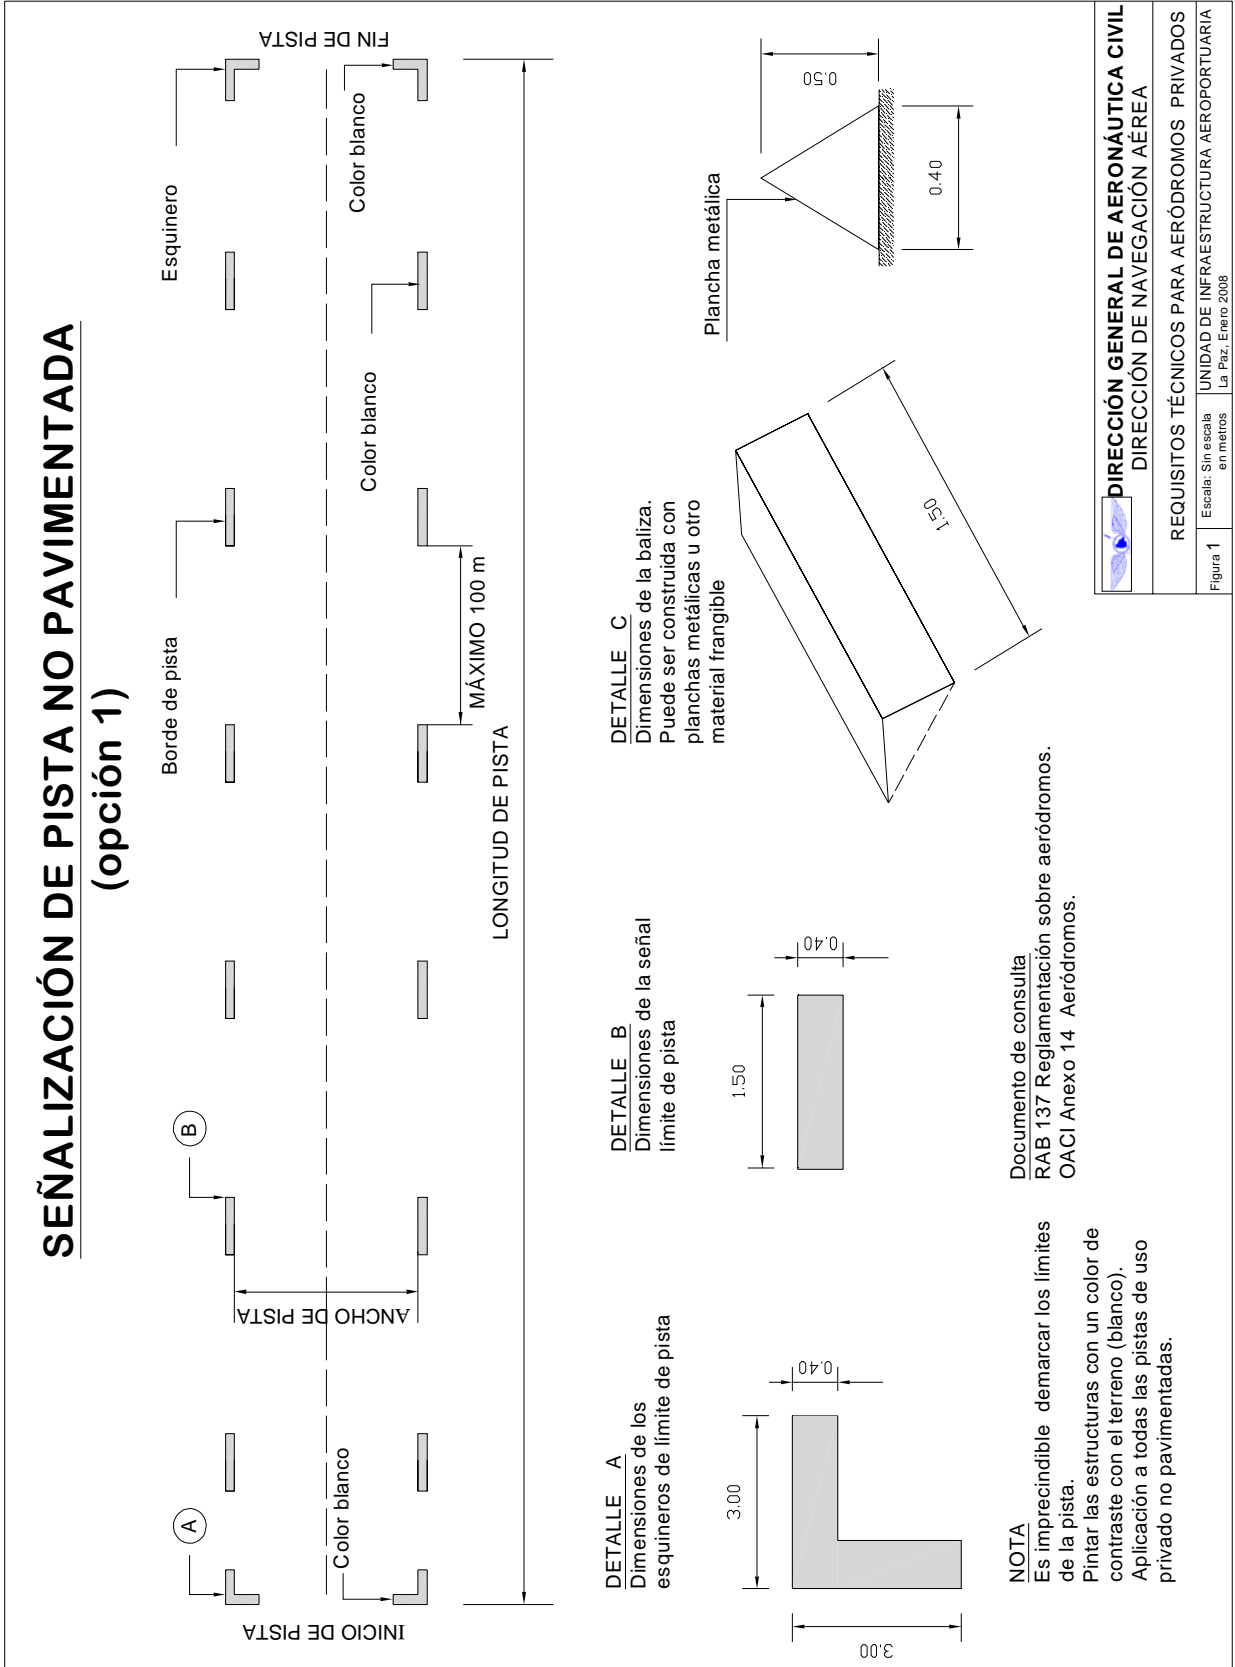 SEÑALIZACIÓN DE PISTA NO PAVIMENTADA
(opción 1)
A
B
Borde de pista
Esquinero
INICIO DE PISTA
FIN DE PISTA
ANCHO DE PISTA
Color blanco
Color blanco
Color blanco
MÁXIMO 100 m
LONGITUD DE PISTA
DETALLE A
Dimensiones de los
esquineros de límite de pista
3.00
0.40
3.00
DETALLE B
Dimensiones de la señal
límite de pista
1.50
0.40
DETALLE C
Dimensiones de la baliza.
Puede ser construida con
planchas metálicas u otro
material frangible
1.50
Plancha metálica
0.50
0.40
NOTA
Es imprecindible demarcar los límites
de la pista.
Pintar las estructuras con un color de
contraste con el terreno (blanco).
Aplicación a todas las pistas de uso
privado no pavimentadas.
Documento de consulta
RAB 137 Reglamentación sobre aeródromos.
OACI Anexo 14 Aeródromos.
DIRECCIÓN GENERAL DE AERONÁUTICA CIVIL
DIRECCIÓN DE NAVEGACIÓN AÉREA
REQUISITOS TÉCNICOS PARA AERÓDROMOS PRIVADOS
Figura 1
Escala: Sin escala
en metros
UNIDAD DE INFRAESTRUCTURA AEROPORTUARIA
La Paz, Enero 2008